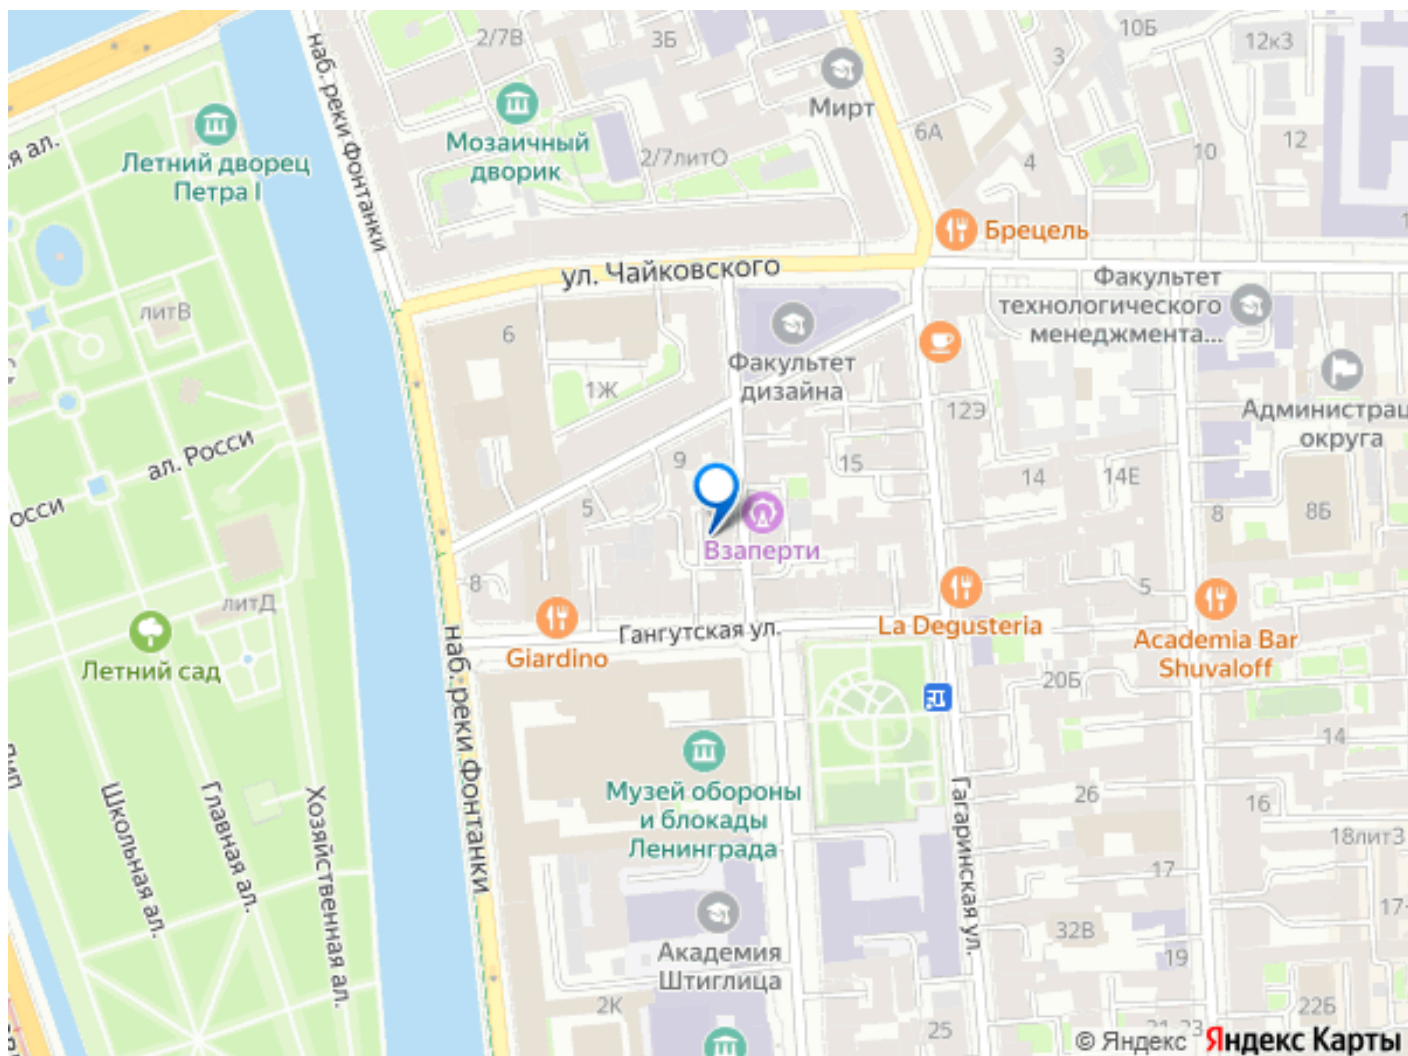 2/7В
3Б
10Б
12к3
3
Мирт
наб. реки Фонтанки
Летний дворец
Петра I
Мозаичный
дворик
2/7литО
6А
4
10
12
я ал.
Брецель
ул. Чайковского
Факультет
технологического
менеджмента...
литВ
6
Факультет
дизайна
1Ж
12Э
Администрац
округа
ал. Росси
осси
9
15
14
14Е
5
8
8Б
Взаперти
8
литД
5
Гангутская ул.
La Degusteria
Giardino
Academia Bar
Shuvaloff
Летний сад
20Б
наб. реки Фонтанки
14
Музей обороны
и блокады
Ленинграда
Школьная ал.
Главная ал.
Хозяйственная ал.
Гагаринская ул.
26
16
18лит3
17
17-
Академия
Штиглица
32В
19
2К
22Б
25
21-23
© Яндекс Яндекс Карты